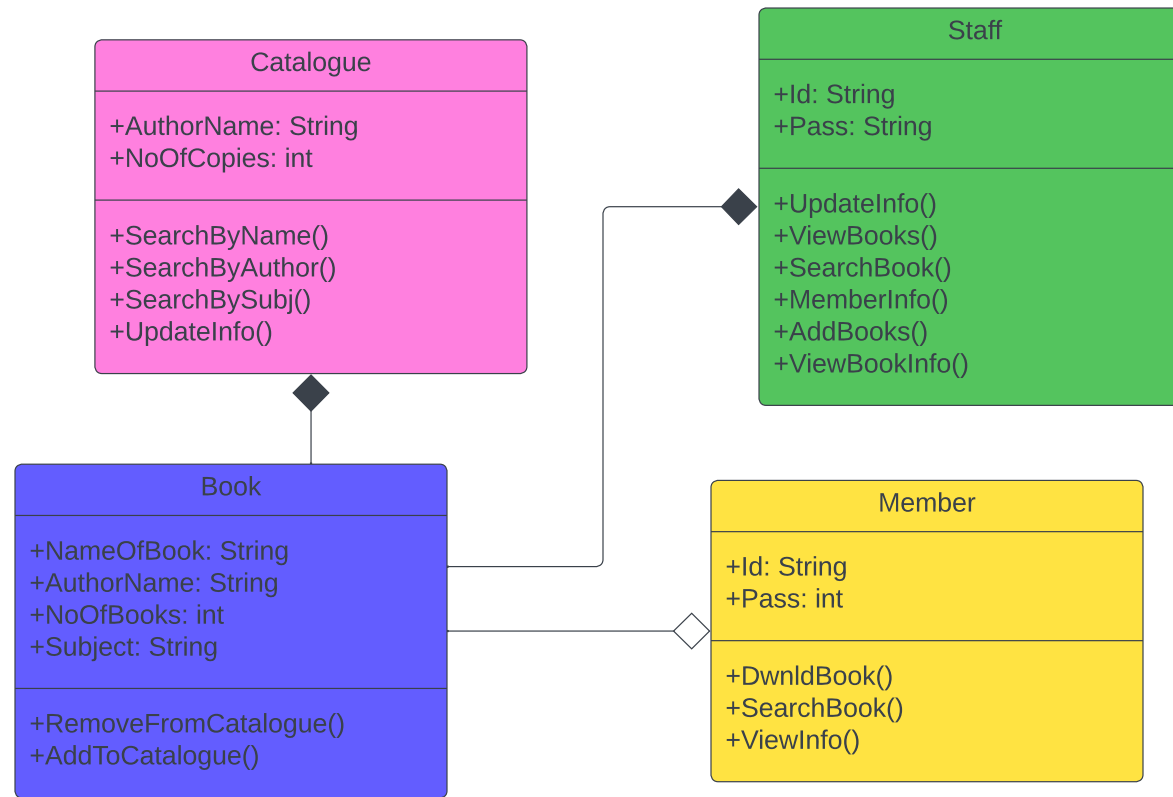 Catalogue
+AuthorName: String
+NoOfCopies: int
+SearchByName()
+SearchByAuthor()
+SearchBySubj()
+UpdateInfo()
Staff
+Id: String
+Pass: String
+UpdateInfo()
+ViewBooks()
+SearchBook()
+MemberInfo()
+AddBooks()
+ViewBookInfo()
Book
+NameOfBook: String
+AuthorName: String
+NoOfBooks: int
+Subject: String
+RemoveFromCatalogue()
+AddToCatalogue()
Member
+Id: String
+Pass: int
+DwnldBook()
+SearchBook()
+ViewInfo()